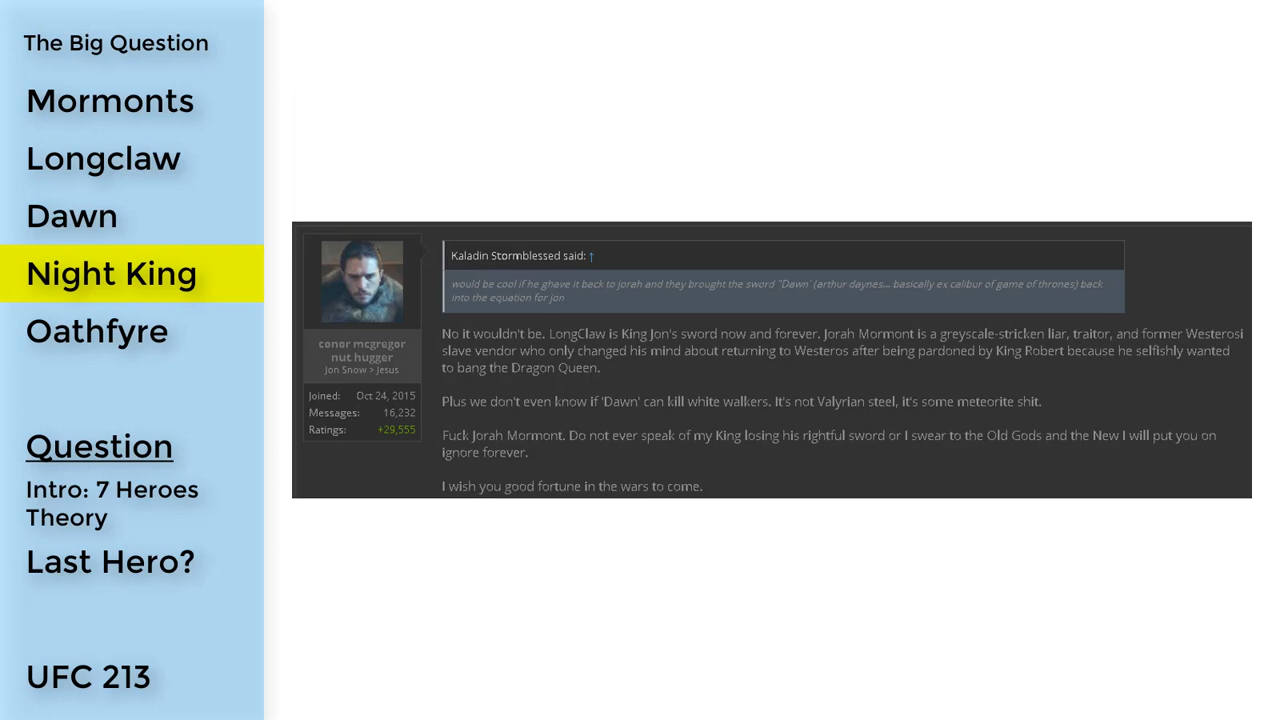 The Big Question
Mormonts
Longclaw
Dawn
Night King
Oathfyre
Question
Intro: 7 Heroes
Theory
Last Hero?
UFC 213
conor mcgregor
nut hugger
Jon Snow > Jesus
Joined: Oct 24, 2015
Messages: 16,232
Ratings: +29,555
Kaladin Stormblessed said: ↑
would be cool if he ghave it back to jorah and they brought the sword "Dawn' (arthur daynes... basically ex calibur of game of thrones) back
into the equation for jon
No it wouldn't be. LongClaw is King Jon's sword now and forever. Jorah Mormont is a greyscale-stricken liar, traitor, and former Westerosi
slave vendor who only changed his mind about returning to Westeros after being pardoned by King Robert because he selfishly wanted
to bang the Dragon Queen.
Plus we don't even know if 'Dawn' can kill white walkers. It's not Valyrian steel, it's some meteorite shit.
Fuck Jorah Mormont. Do not ever speak of my King losing his rightful sword or I swear to the Old Gods and the New I will put you on
ignore forever.
I wish you good fortune in the wars to come.